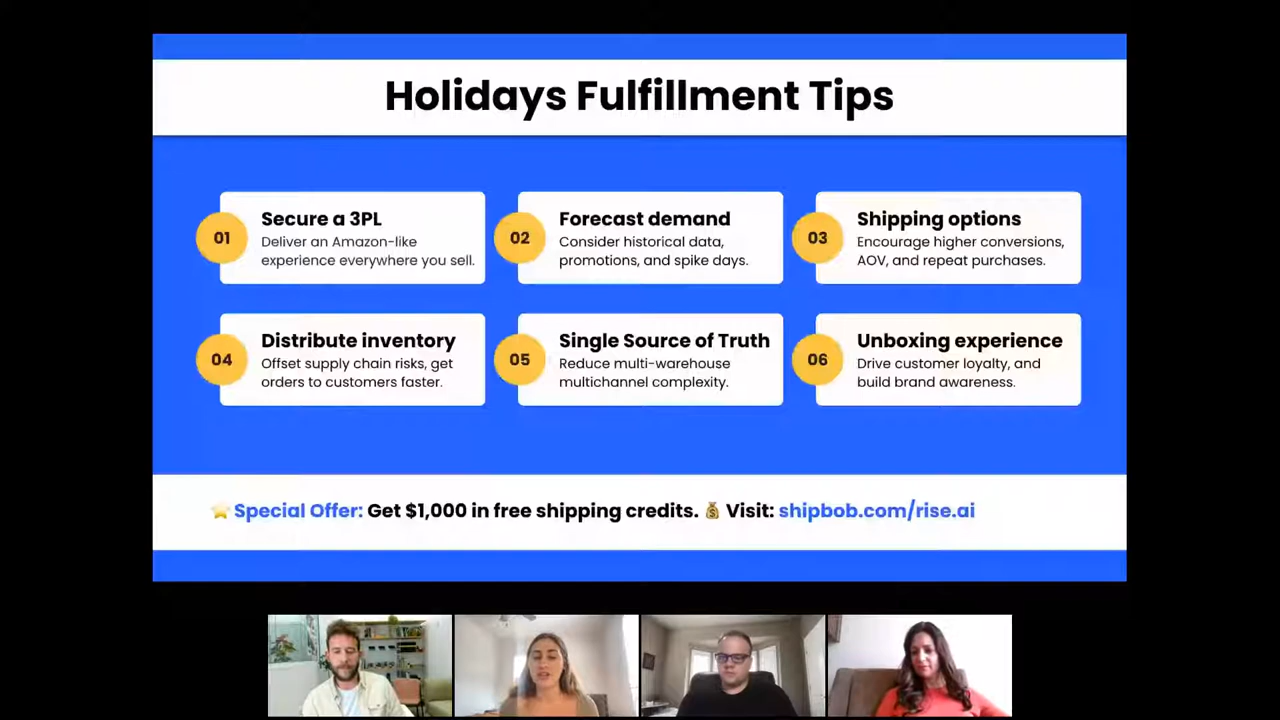 Holidays Fulfillment Tips
01
Secure a 3PL
Deliver an Amazon-like
experience everywhere you sell.
02
Forecast demand
Consider historical data,
promotions, and spike days.
03
Shipping options
Encourage higher conversions,
AOV, and repeat purchases.
04
Distribute inventory
Offset supply chain risks, get
orders to customers faster.
05
Single Source of Truth
Reduce multi-warehouse
multichannel complexity.
06
Unboxing experience
Drive customer loyalty, and
build brand awareness.
⭐ Special Offer: Get $1,000 in free shipping credits. 💰 Visit: shipbob.com/rise.ai